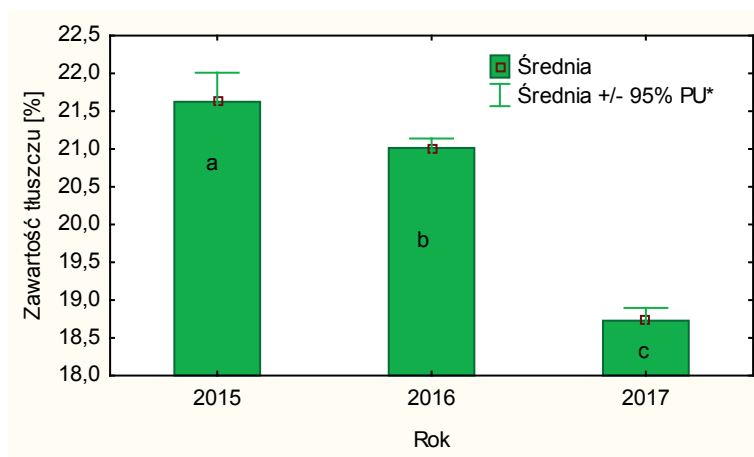 22,5
22,0
21,5
21,0
20,5
20,0
19,5
19,0
18,5
18,0
Zawartość tłuszczu [%]
Średnia
Średnia +/- 95% PU*
a
b
c
2015 2016 2017
Rok